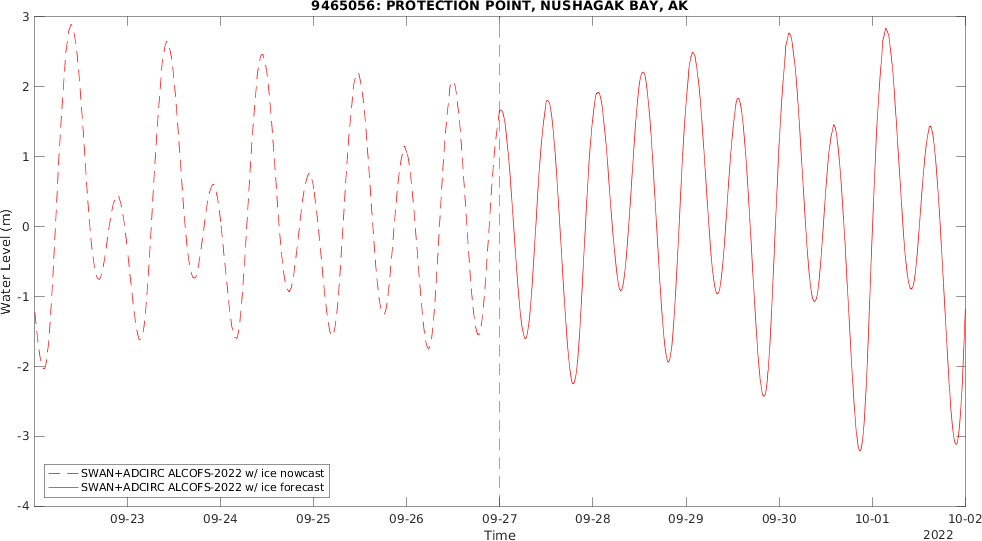 9465056: PROTECTION POINT, NUSHAGAK BAY, AK
3
2
1
0
-1
-2
-3
-4
Water Level (m)
SWAN+ADCIRC ALCOFS-2022 w/ ice nowcast
SWAN+ADCIRC ALCOFS-2022 w/ ice forecast
09-23 09-24 09-25 09-26 09-27 09-28 09-29 09-30 10-01 10-02
Time
2022